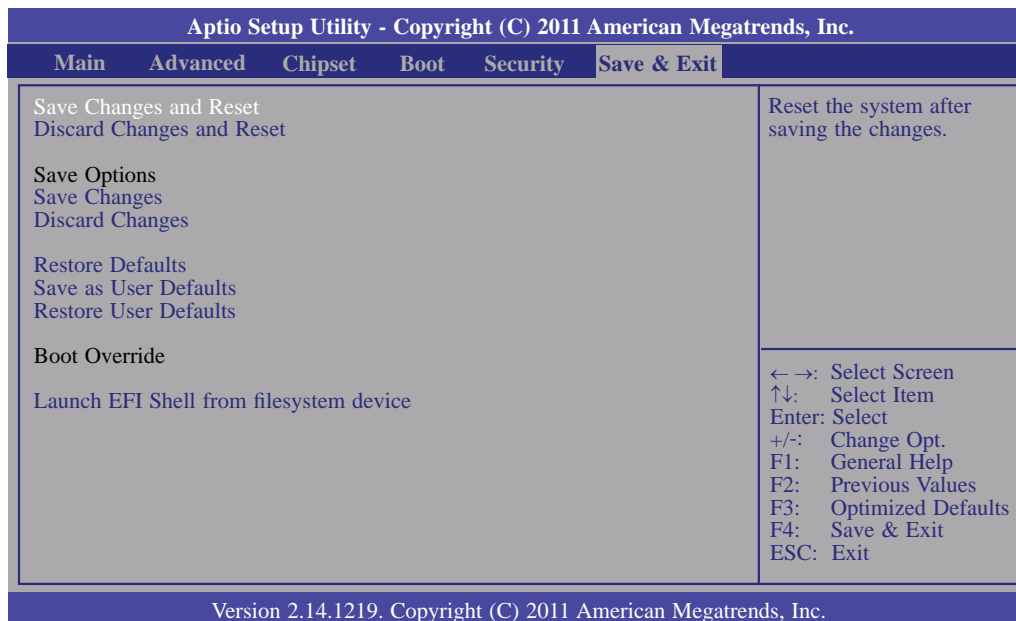 Aptio Setup Utility - Copyright (C) 2011 American Megatrends, Inc.
Main Advanced Chipset Boot Security Save & Exit
Save Changes and Reset
Discard Changes and Reset
Save Options
Save Changes
Discard Changes
Restore Defaults
Save as User Defaults
Restore User Defaults
Boot Override
Launch EFI Shell from filesystem device
Reset the system after
saving the changes.
← →: Select Screen
↑↓: Select Item
Enter: Select
+/-: Change Opt.
F1: General Help
F2: Previous Values
F3: Optimized Defaults
F4: Save & Exit
ESC: Exit
Version 2.14.1219. Copyright (C) 2011 American Megatrends, Inc.